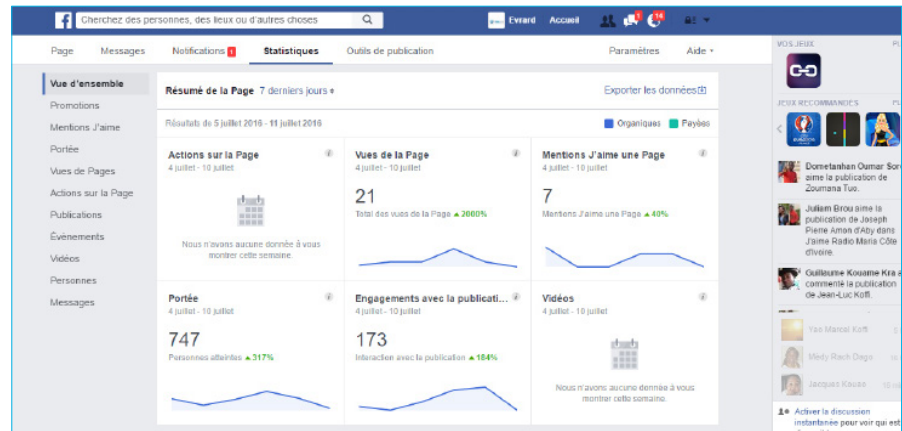 Cherchez des personnes, des lieux ou d'autres choses
Evrard Accueil
Page Messages Notifications 1 Statistiques Outils de publication Paramètres Aide
Vue d'ensemble
Promotions
Mentions J'aime
Portée
Vues de Pages
Actions sur la Page
Publications
Évènements
Vidéos
Personnes
Messages
Résumé de la Page 7 derniers jours
Exporter les données
Résultats de 5 juillet 2016 - 11 juillet 2016
Organiques Payées
Actions sur la Page
4 juillet - 10 juillet
Nous n'avons aucune donnée à vous
montrer cette semaine.
Vues de la Page
4 juillet - 10 juillet
21
Total des vues de la Page ▲ 2000%
Mentions J'aime une Page
4 juillet - 10 juillet
7
Mentions J'aime une Page ▲ 40%
Portée
4 juillet - 10 juillet
747
Personnes atteintes ▲ 317%
Engagements avec la publicati...
4 juillet - 10 juillet
173
Interaction avec la publication ▲ 184%
Vidéos
4 juillet - 10 juillet
Nous n'avons aucune donnée à vous
montrer cette semaine.
VOS JEUX
JEUX RECOMMANDÉS
Dometanhan Oumar Sor
aime la publication de
Zoumana Tuo.
Juliam Brou aime la
publication de Joseph
Pierre Amon d'Aby dans
J'aime Radio Maria Côte
d'ivoire.
Guillaume Kouame Kra a
commenté la publication
de Jean-Luc Koffi.
Yao Marcel Koffi
Médy Rach Dago
Jacques Kouao
Activer la discussion
instantanée pour voir qui est